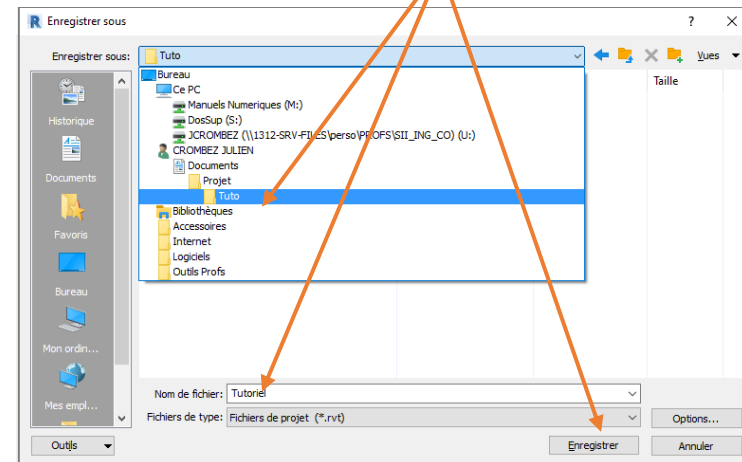 Enregistrer sous
Enregistrer sous: Tuto Vues
Taille
Bureau
Ce PC
Manuels Numeriques (M:)
DosSup (S:)
JCROMBEZ (\\1312-SRV-FILES\perso\PROFS\SII_ING_CO) (U:)
CROMBEZ JULIEN
Documents
Projet
Tuto
Bibliothèques
Accessoires
Internet
Logiciels
Outils Profs
Historique
Documents
Favoris
Bureau
Mon ordin...
Mes empl...
Nom de fichier: Tutoriel
Fichiers de type: Fichiers de projet (*.rvt)
Options...
Outils Enregistrer Annuler